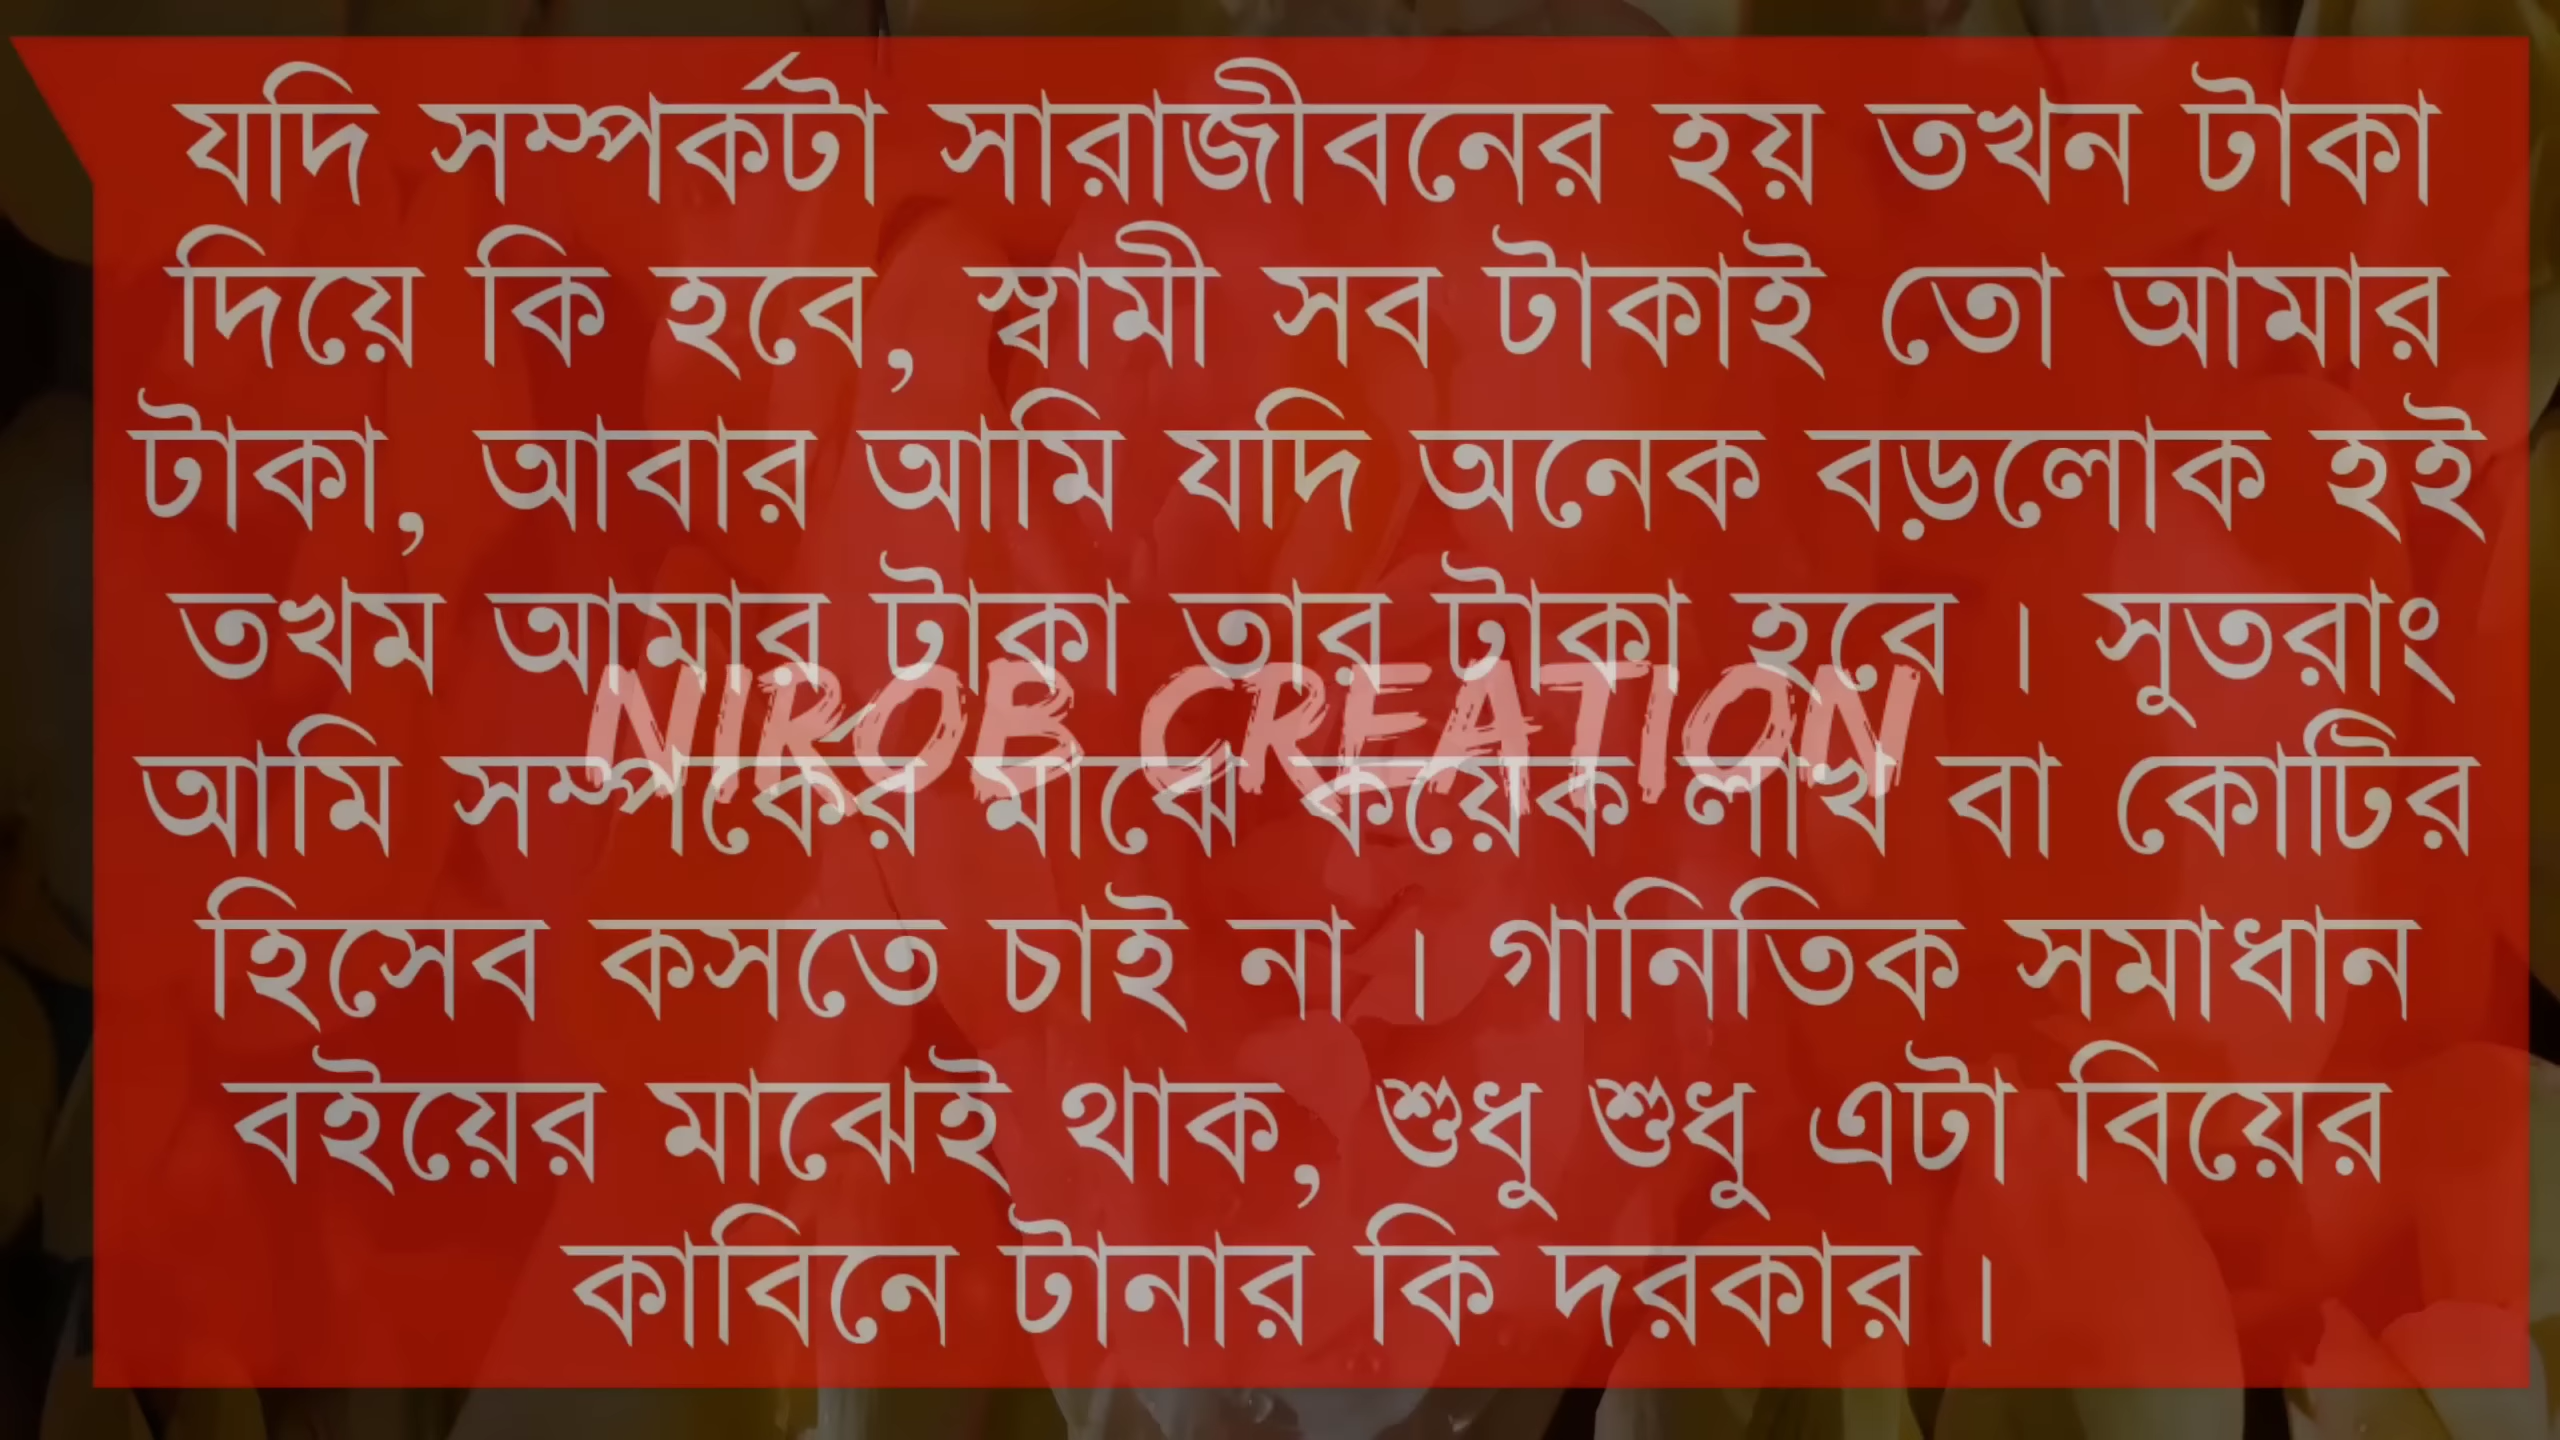 যদি সম্পর্কটা সারাজীবনের হয় তখন টাকা
দিয়ে কি হবে, স্বামী সব টাকাই তো আমার
টাকা, আবার আমি যদি অনেক বড়লোক হই
তখম আমার টাকা তার টাকা হবে। সুতরাং
NIROB CREATION
আমি সম্পর্কের মাঝে কয়েক লাখ বা কোটির
হিসেব কসতে চাই না। গানিতিক সমাধান
বইয়ের মাঝেই থাক, শুধু শুধু এটা বিয়ের
কাবিনে টানার কি দরকার।